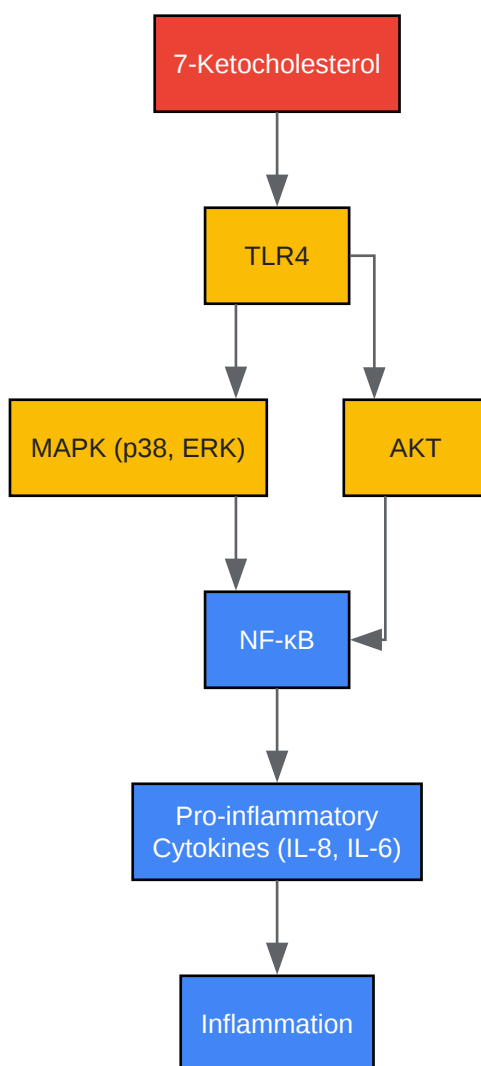 7-Ketocholesterol
TLR4
MAPK (p38, ERK)
AKT
NF-κB
Pro-inflammatory
Cytokines (IL-8, IL-6)
Inflammation